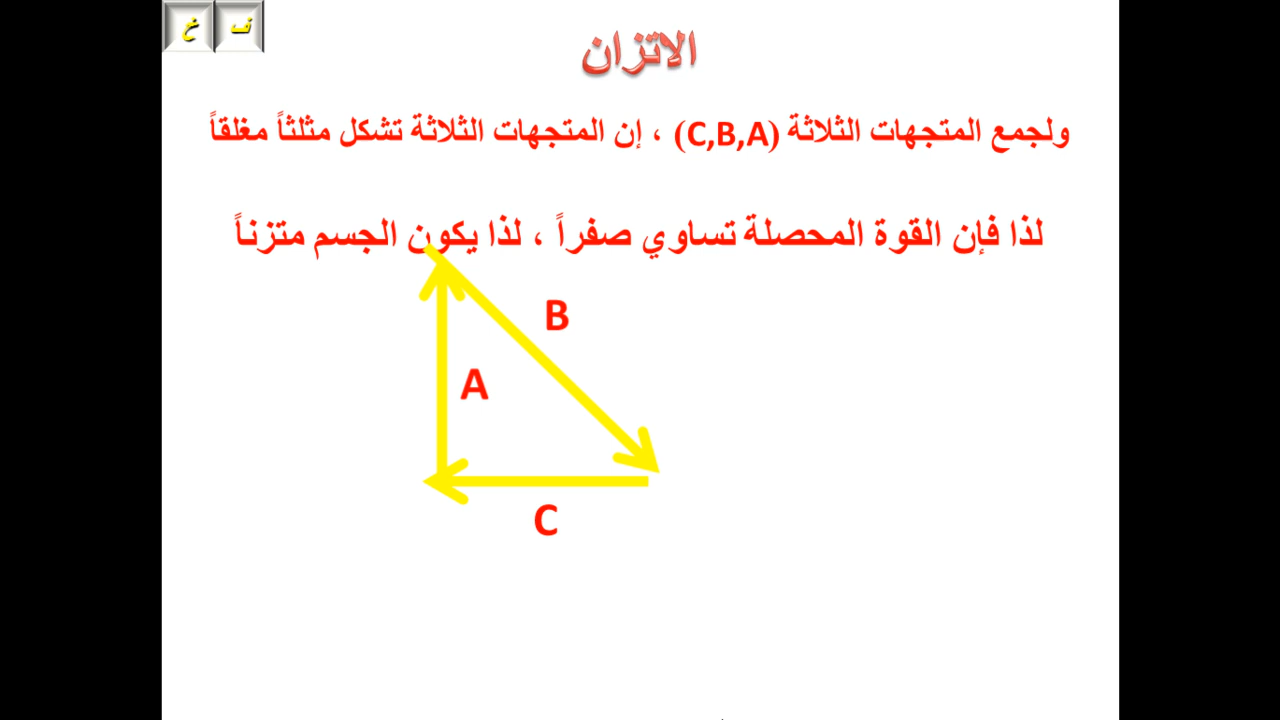 ف
خ
الاتزان
ولجمع المتجهات الثلاثة (C,B,A) ، إن المتجهات الثلاثة تشكل مثلثاً مغلقاً
لذا فإن القوة المحصلة تساوي صفراً ، لذا يكون الجسم متزناً
B
A
C